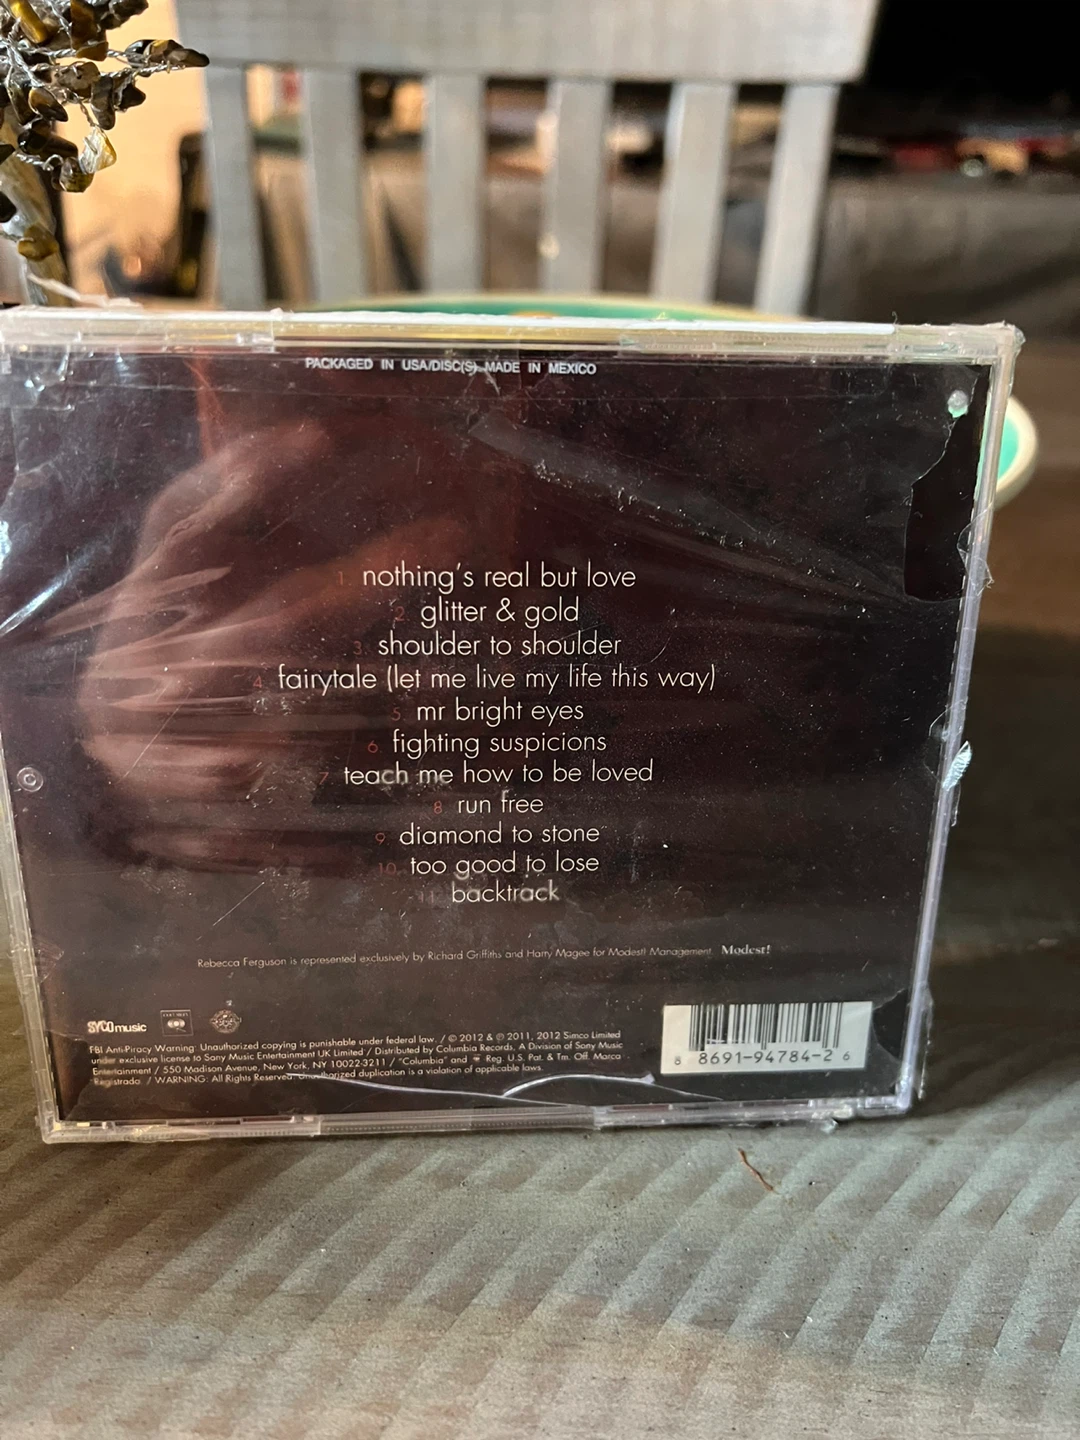 PACKAGED IN USA/DISC(S) MADE IN MEXICO
1. nothing's real but love
2. glitter & gold
3. shoulder to shoulder
4. fairytale (let me live my life this way)
5. mr bright eyes
6. fighting suspicions
7. teach me how to be loved
8. run free
9. diamond to stone
10. too good to lose
11. backtrack
Rebecca Ferguson is represented exclusively by Richard Griffiths and Harry Magee for Modest! Management. Modest!
SYCOmusic
FBI Anti-Piracy Warning: Unauthorized copying is punishable under federal law. / © 2012 & ℗ 2011, 2012 Simco Limited
under exclusive license to Sony Music Entertainment UK Limited / Distributed by Columbia Records, A Division of Sony Music
Entertainment / 550 Madison Avenue, New York, NY 10022-3211 / "Columbia" and Reg. U.S. Pat. & Tm. Off. Marca
Registrada. / WARNING: All Rights Reserved. Unauthorized duplication is a violation of applicable laws.
8 8691-94784-2 6